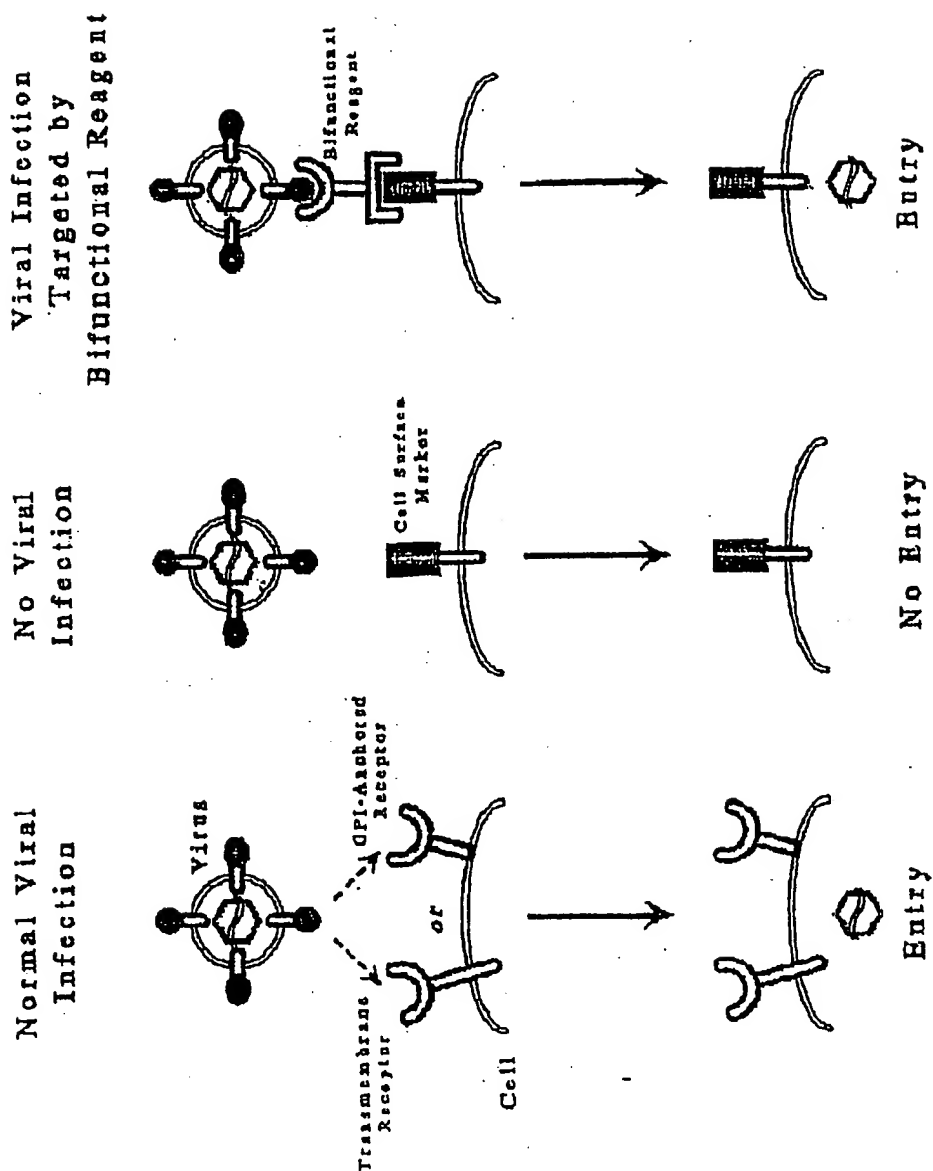 Normal Viral
Infection
Virus
Transmembrane
Receptor
GPI-Anchored
Receptor
or
Cell
Entry
No Viral
Infection
Cell Surface
Marker
No Entry
Viral Infection
Targeted by
Bifunctional Reagent
Bifunctional
Reagent
Entry